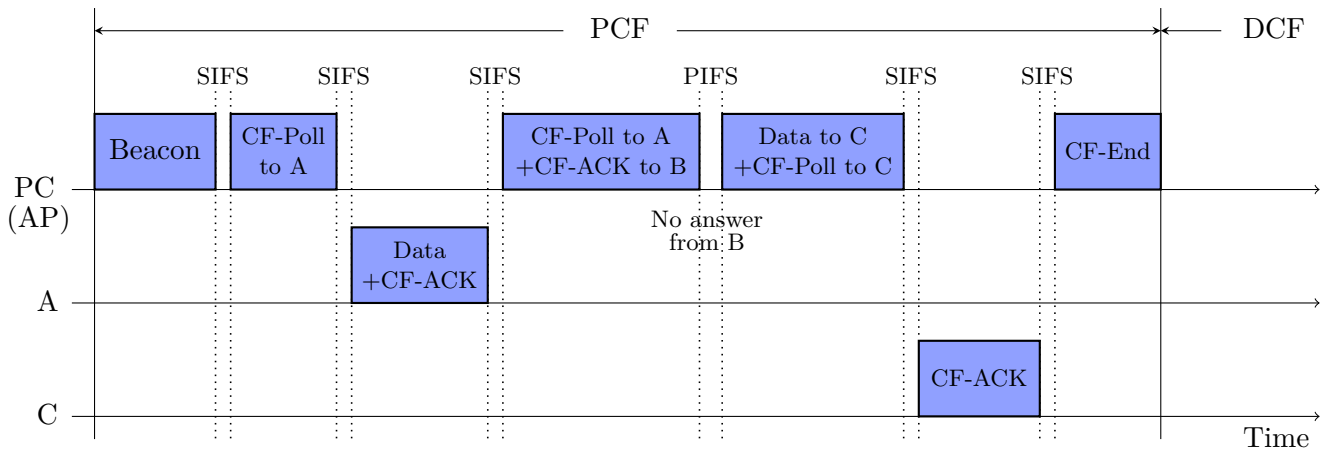 PCF
DCF
SIFS SIFS SIFS PIFS SIFS SIFS
Beacon
CF-Poll
to A
CF-Poll to A
+CF-ACK to B
Data to C
+CF-Poll to C
CF-End
PC
(AP)
No answer
from B
Data
+CF-ACK
A
CF-ACK
C
Time